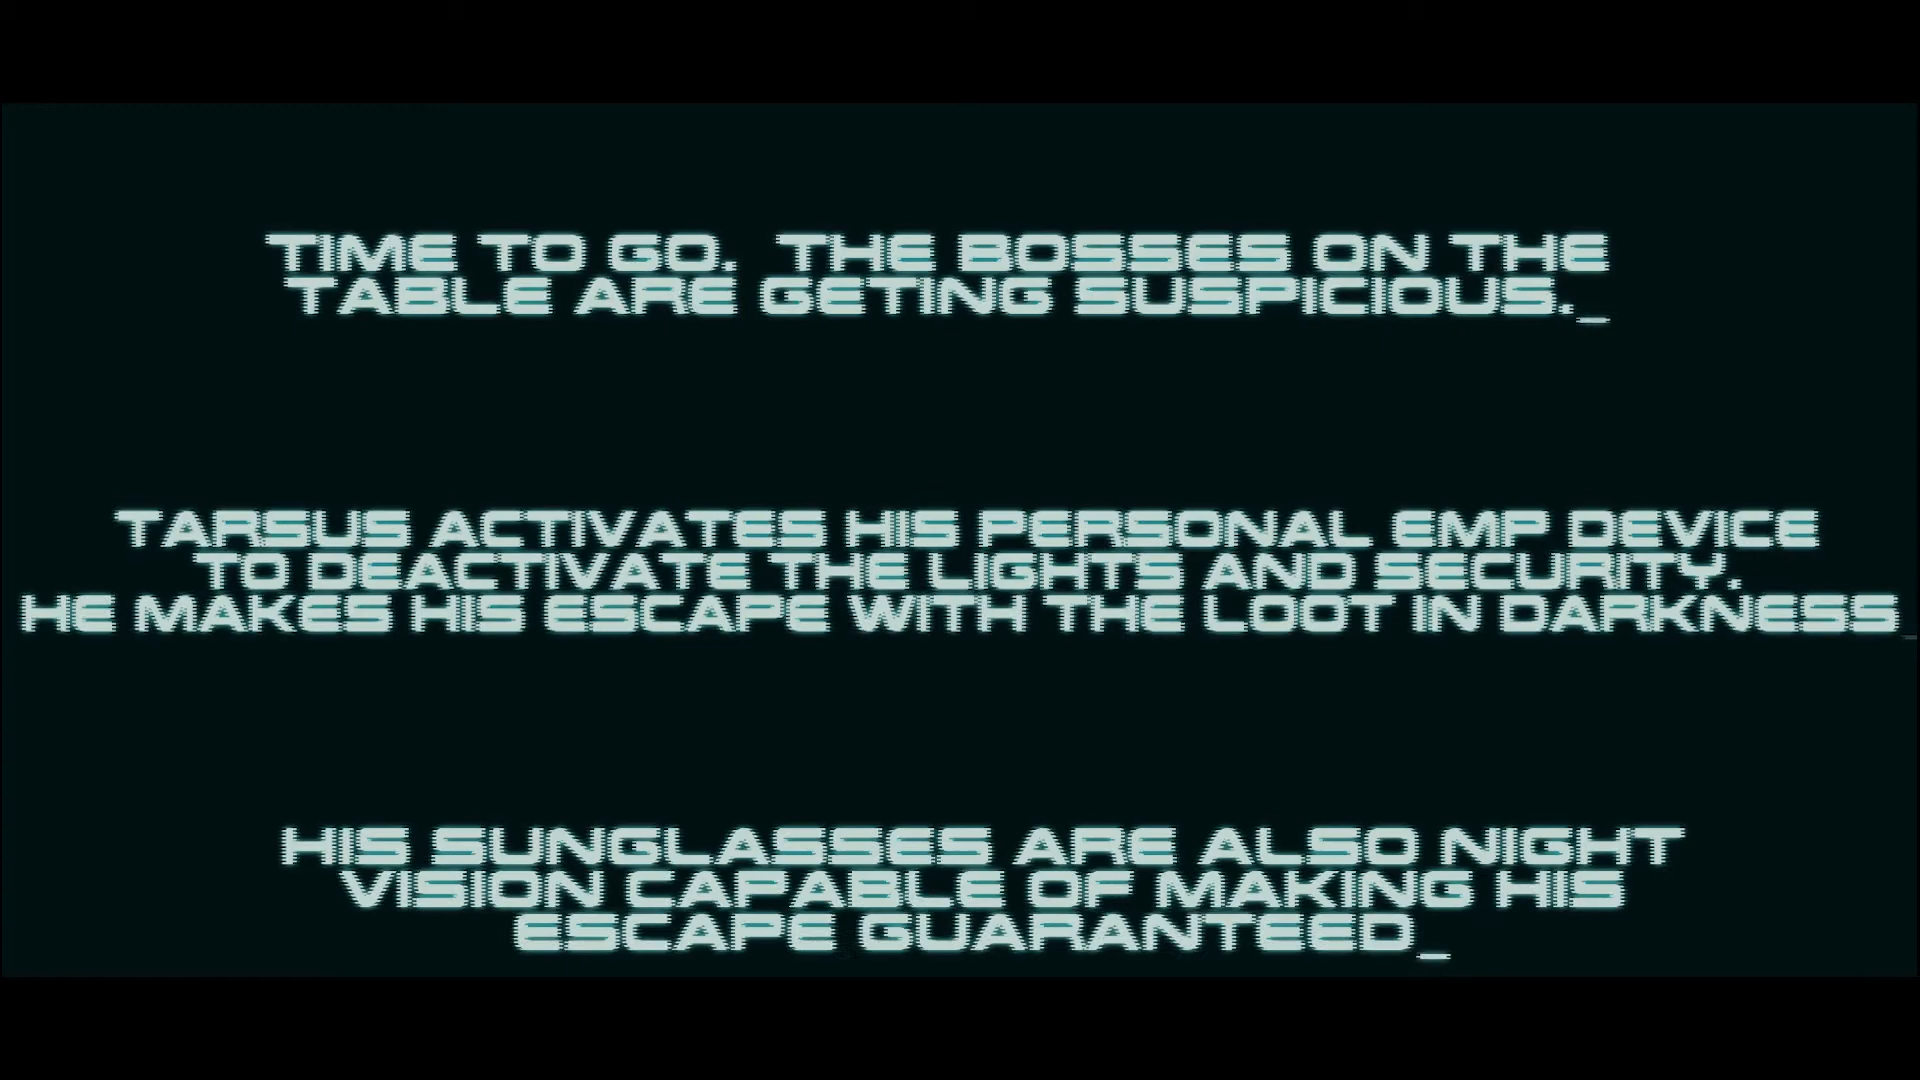 TIME TO GO.  THE BOSSES ON THE
TABLE ARE GETING SUSPICIOUS._
TARSUS ACTIVATES HIS PERSONAL EMP DEVICE
TO DEACTIVATE THE LIGHTS AND SECURITY.
HE MAKES HIS ESCAPE WITH THE LOOT IN DARKNESS_
HIS SUNGLASSES ARE ALSO NIGHT
VISION CAPABLE OF MAKING HIS
ESCAPE GUARANTEED_